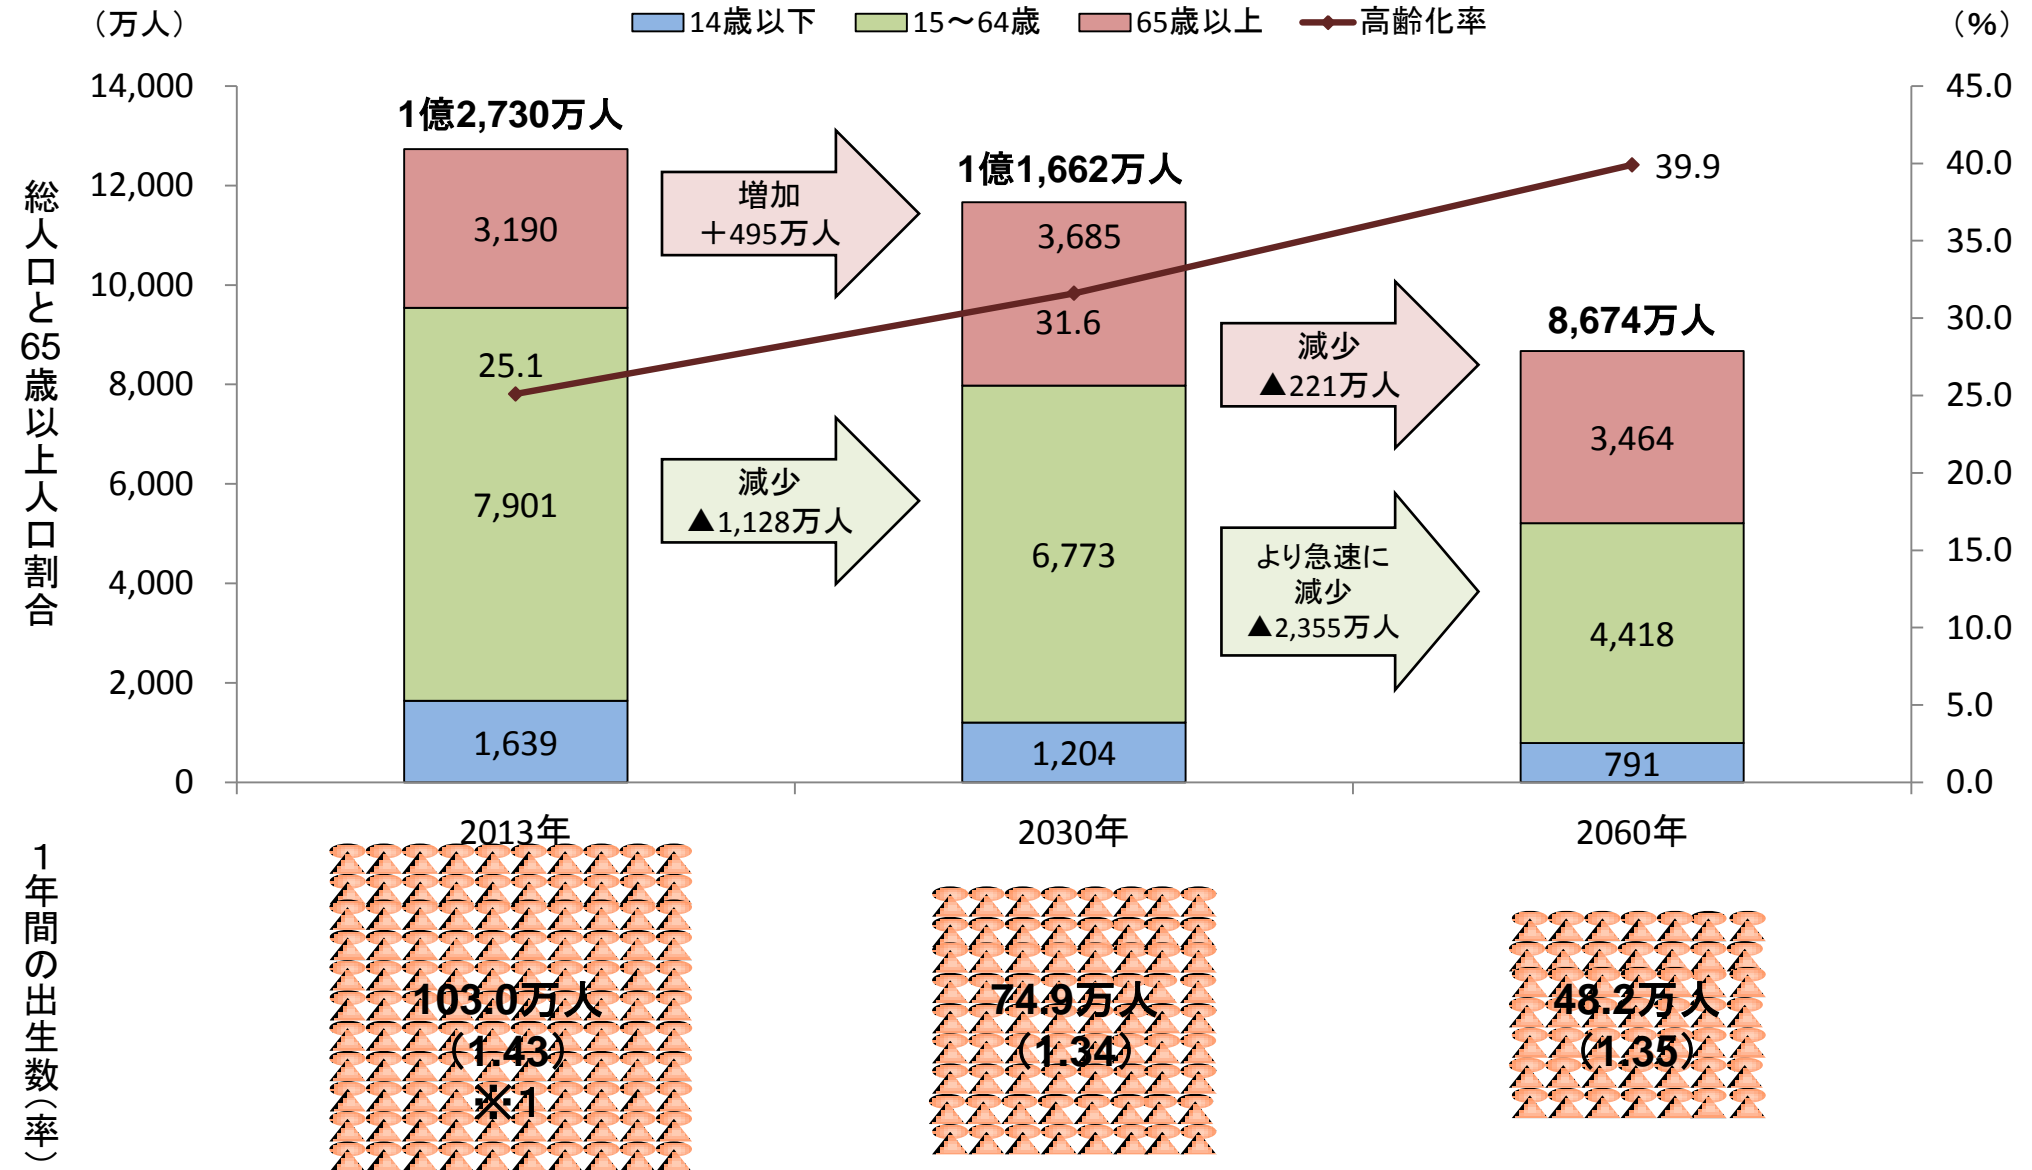 （万人）
14歳以下 15～64歳 65歳以上 高齢化率
（%）
14,000
12,000
10,000
8,000
6,000
4,000
2,000
0
45.0
40.0
35.0
30.0
25.0
20.0
15.0
10.0
5.0
0.0
総人口と65歳以上人口割合
1億2,730万人
3,190
25.1
7,901
1,639
増加
＋495万人
減少
▲1,128万人
1億1,662万人
3,685
31.6
6,773
1,204
減少
▲221万人
より急速に
減少
▲2,355万人
8,674万人
39.9
3,464
4,418
791
2013年 2030年 2060年
１年間の出生数（率）
103.0万人
（1.43）
※1
74.9万人
（1.34）
48.2万人
（1.35）